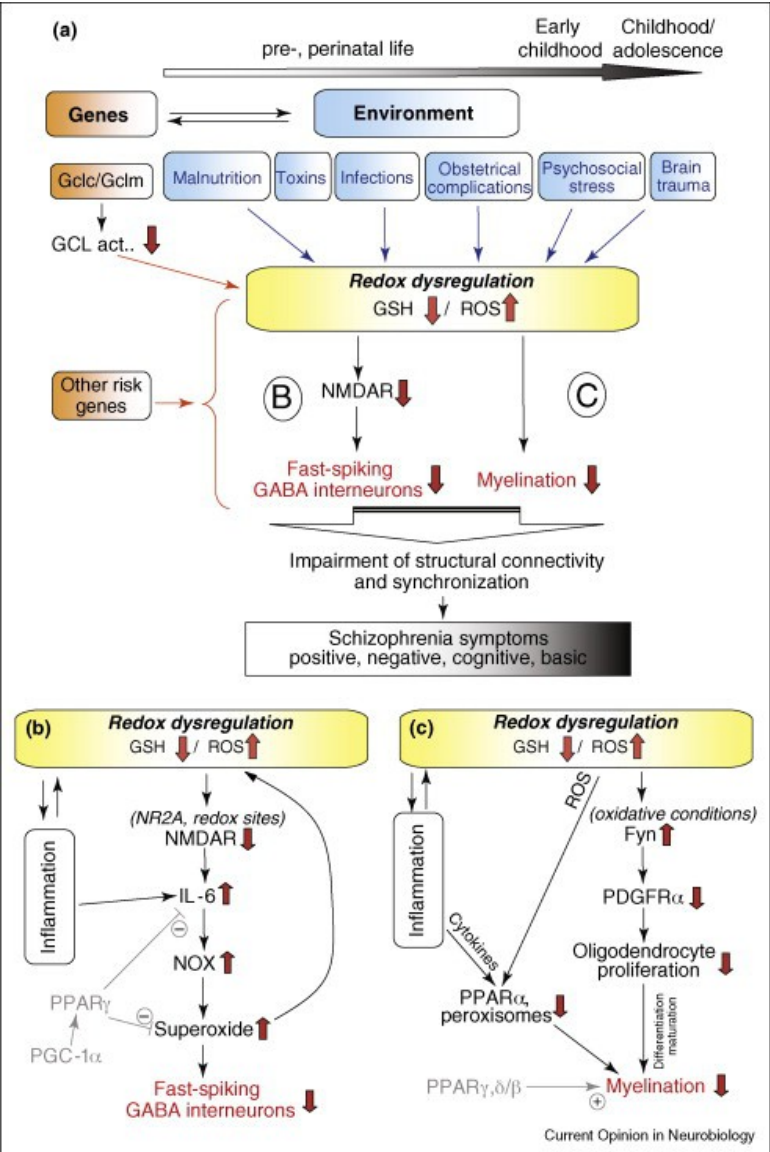 (a)
pre-, perinatal life
Early
childhood
Childhood/
adolescence
Genes
Environment
Gclc/Gclm
Malnutrition
Toxins
Infections
Obstetrical
complications
Psychosocial
stress
Brain
trauma
GCL act..
Redox dysregulation
GSH / ROS
Other risk
genes
B
NMDAR
C
Fast-spiking
GABA interneurons
Myelination
Impairment of structural connectivity
and synchronization
Schizophrenia symptoms
positive, negative, cognitive, basic
(b)
Redox dysregulation
GSH / ROS
(NR2A, redox sites)
NMDAR
Inflammation
IL-6
NOX
PPARγ
Superoxide
PGC-1α
Fast-spiking
GABA interneurons
(c)
Redox dysregulation
GSH / ROS
ROS
(oxidative conditions)
Fyn
Inflammation
PDGFRα
Cytokines
Oligodendrocyte
proliferation
PPARα,
peroxisomes
Differentiation
maturation
PPARγ,δ/β
Myelination
Current Opinion in Neurobiology